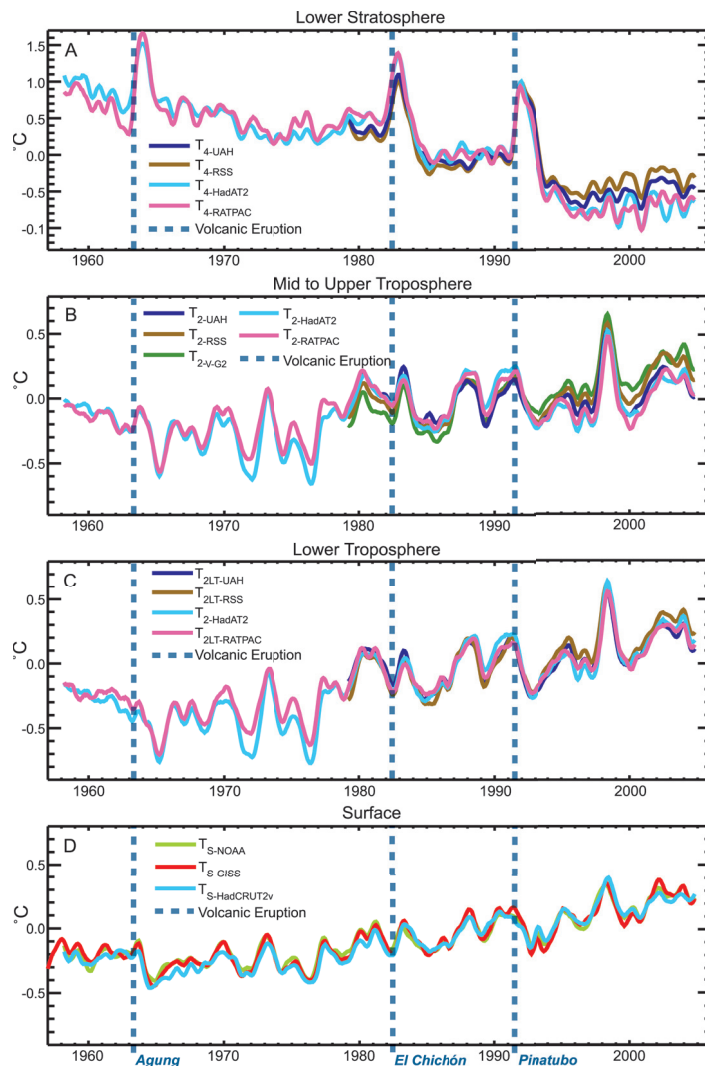 Lower Stratosphere
A
1.5
1.0
0.5
0.0
-0.5
-0.1
°C
T4-UAH
T4-RSS
T4-HadAT2
T4-RATPAC
Volcanic Eruption
1960 1970 1980 1990 2000
Mid to Upper Troposphere
B
0.5
0.0
-0.5
°C
T2-UAH T2-HadAT2
T2-RSS T2-RATPAC
T2-V-G2 Volcanic Eruption
1960 1970 1980 1990 2000
Lower Troposphere
C
0.5
0.0
-0.5
°C
T2LT-UAH
T2LT-RSS
T2-HadAT2
T2LT-RATPAC
Volcanic Eruption
1960 1970 1980 1990 2000
Surface
D
0.5
0.0
-0.5
°C
TS-NOAA
TS-HadCRUT2v
Volcanic Eruption
1960 1970 1980 1990 2000
Agung El Chichón Pinatubo